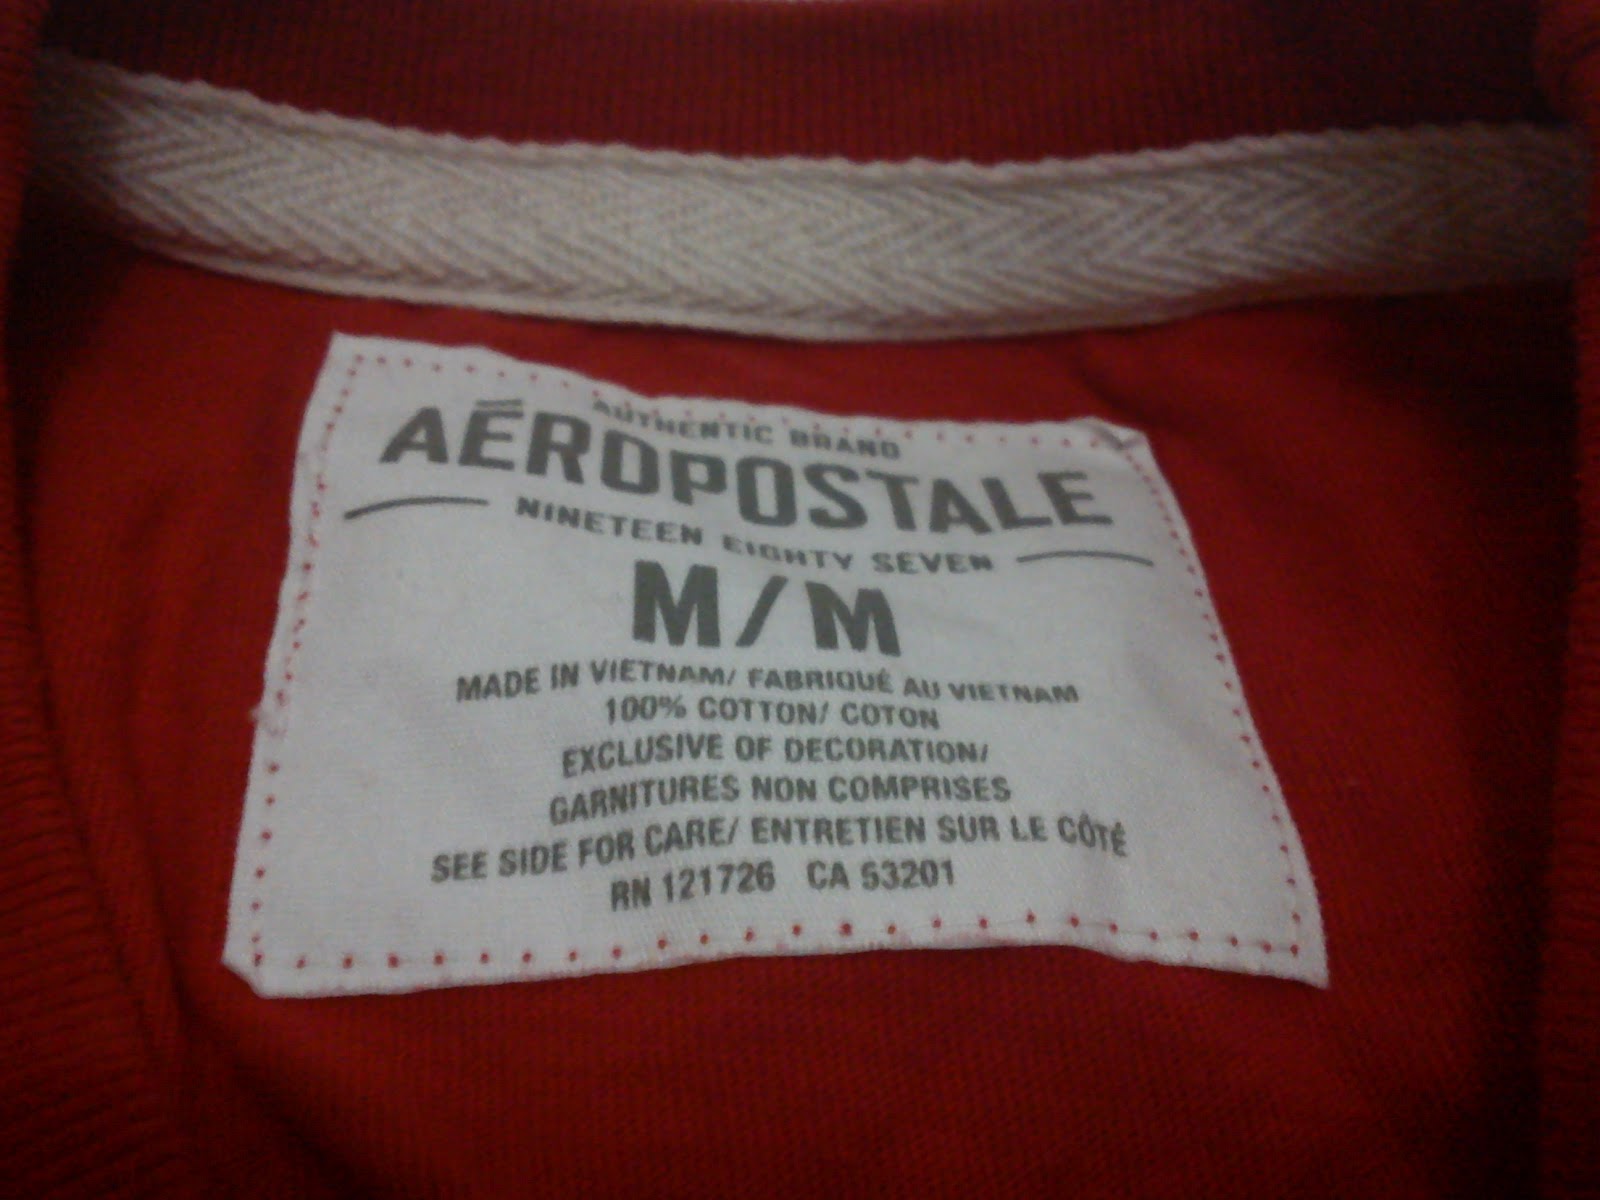 AUTHENTIC BRAND
AÉROPOSTALE
NINETEEN EIGHTY SEVEN
M/M
MADE IN VIETNAM/ FABRIQUÉ AU VIETNAM
100% COTTON/ COTON
EXCLUSIVE OF DECORATION/
GARNITURES NON COMPRISES
SEE SIDE FOR CARE/ ENTRETIEN SUR LE CÔTÉ
RN 121726 CA 53201